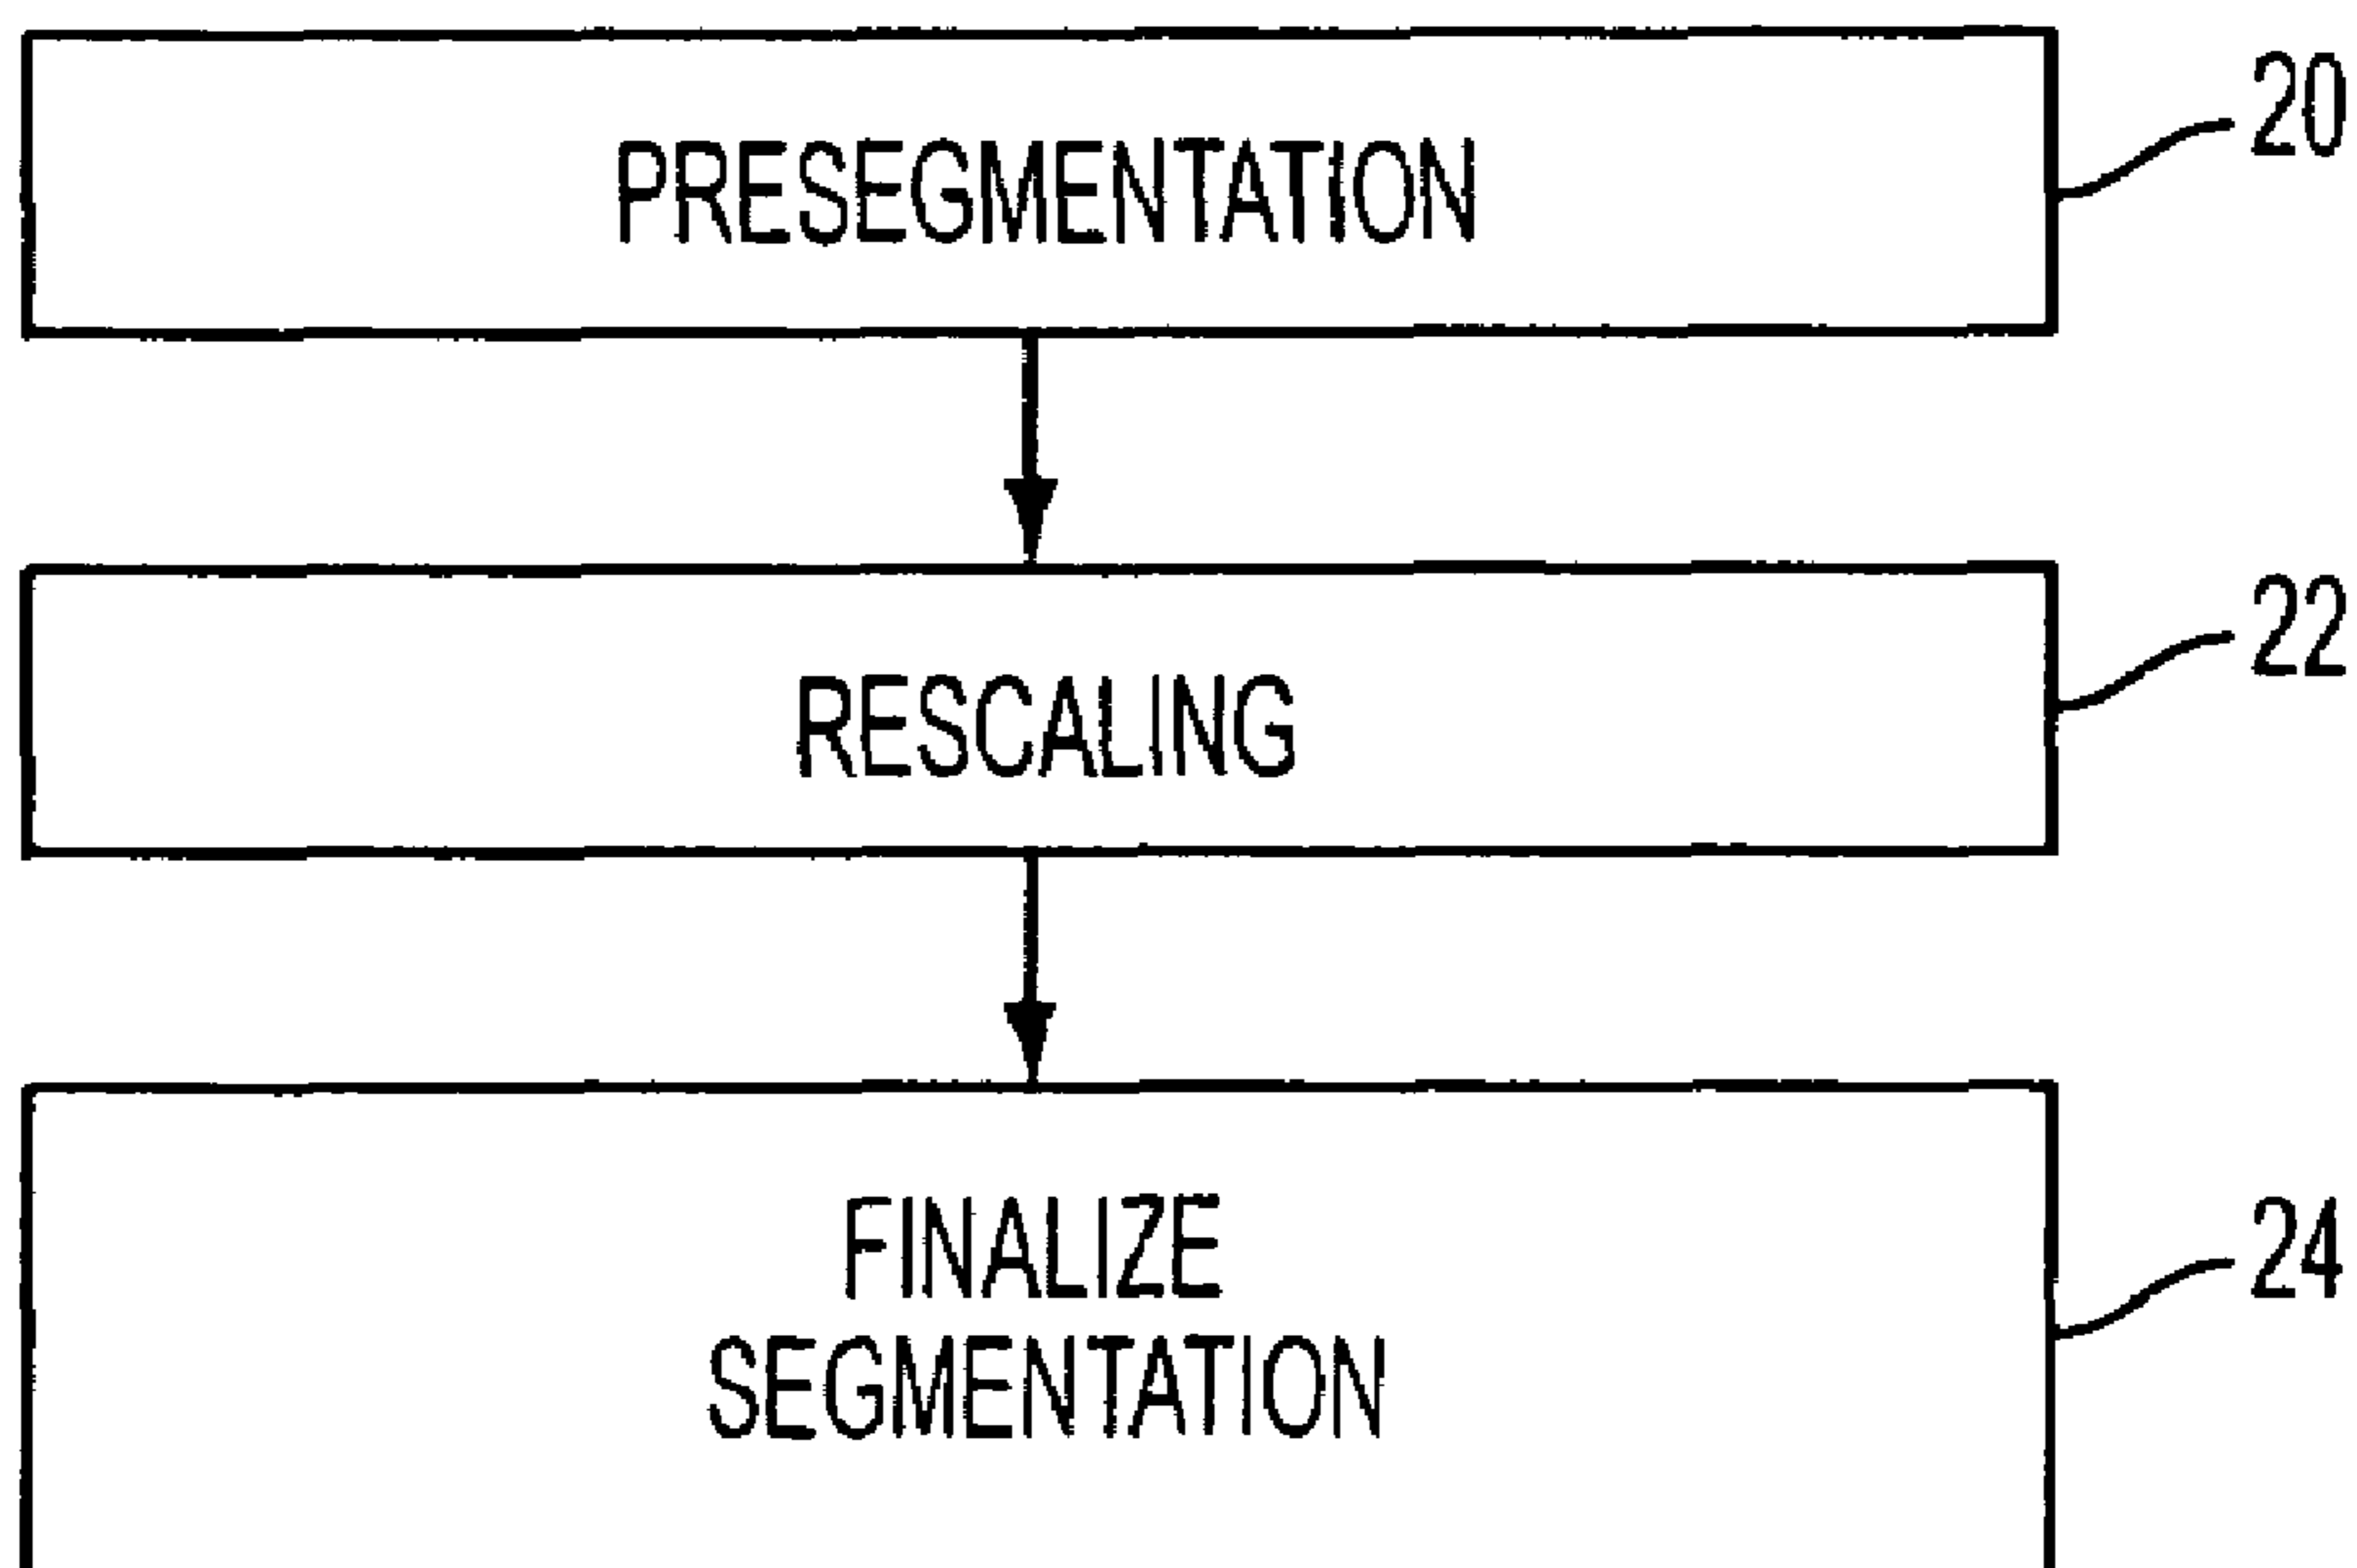 PRESEGMENTATION
20
RESCALING
22
FINALIZE
SEGMENTATION
24